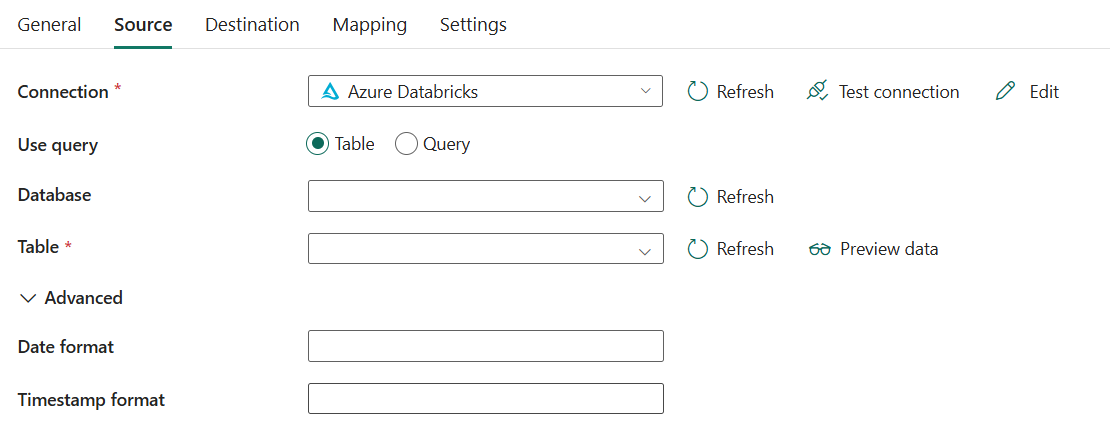 General Source Destination Mapping Settings
Connection * Azure Databricks Refresh Test connection Edit
Use query Table Query
Database Refresh
Table * Refresh Preview data
Advanced
Date format
Timestamp format